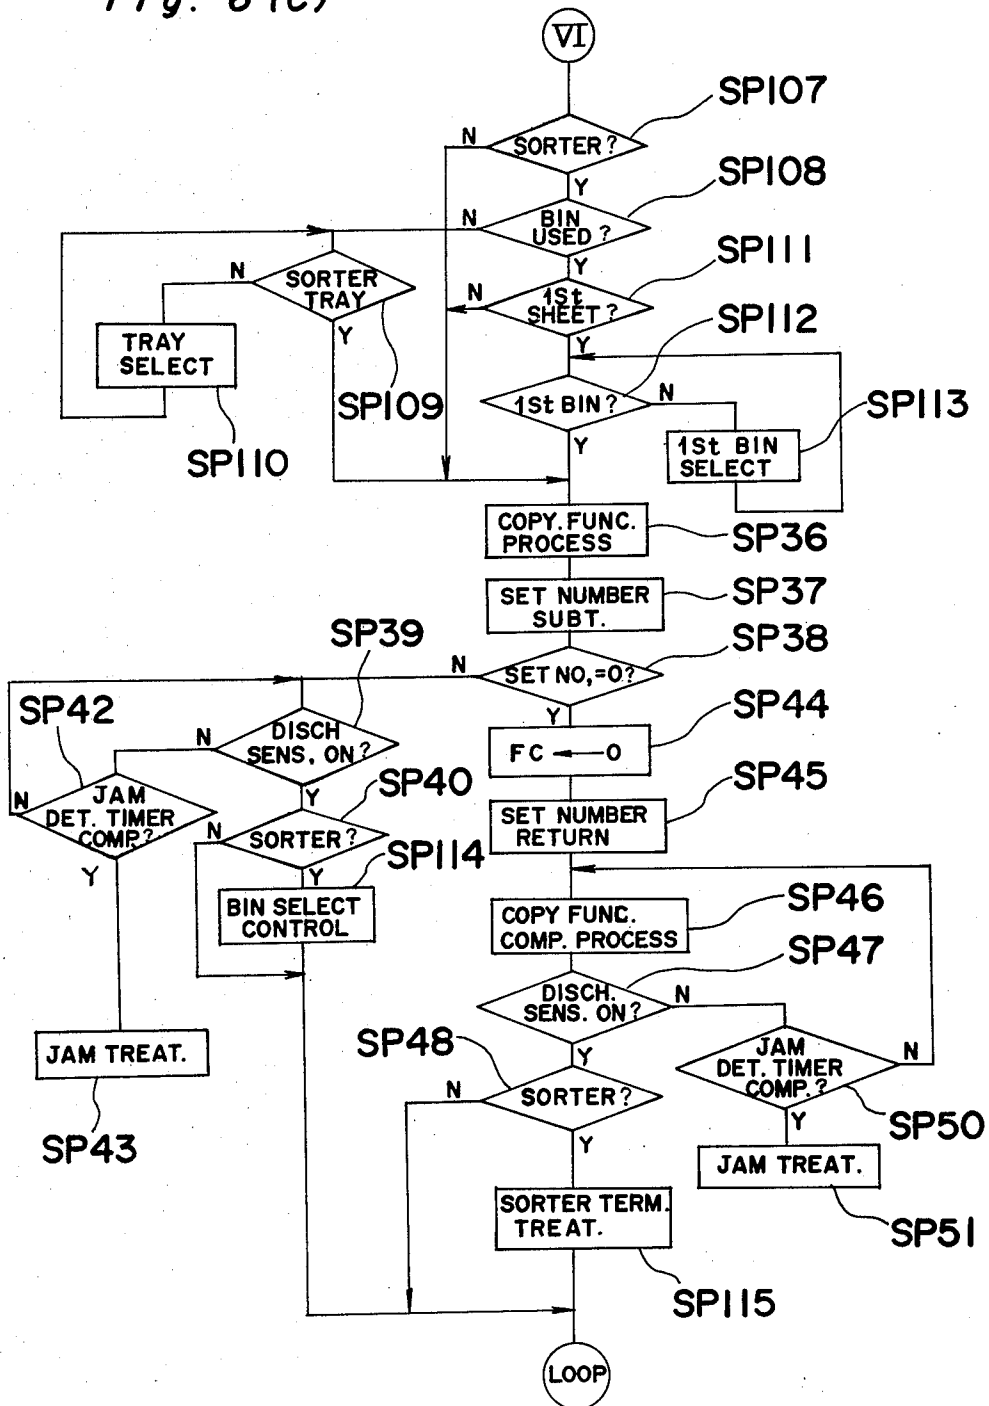 VI
SP107
SORTER?
N
Y
SP108
BIN
USED?
N
Y
SP111
1St
SHEET?
N
Y
SORTER
TRAY
N
Y
SP109
TRAY
SELECT
SP110
SP112
1St BIN?
N
Y
SP113
1St BIN
SELECT
COPY. FUNC.
PROCESS
SP36
SET NUMBER
SUBT.
SP37
SP38
SET NO,=0?
N
Y
SP39
DISCH
SENS. ON?
N
Y
SP42
JAM
DET. TIMER
COMP.?
N
Y
SP40
SORTER?
N
Y
SP114
BIN SELECT
CONTROL
JAM TREAT.
SP43
SP44
FC ← 0
SP45
SET NUMBER
RETURN
SP46
COPY FUNC.
COMP. PROCESS
SP47
DISCH.
SENS. ON?
N
Y
JAM
DET. TIMER
COMP.?
N
Y
SP50
JAM TREAT.
SP51
SP48
SORTER?
N
Y
SORTER TERM.
TREAT.
SP115
LOOP